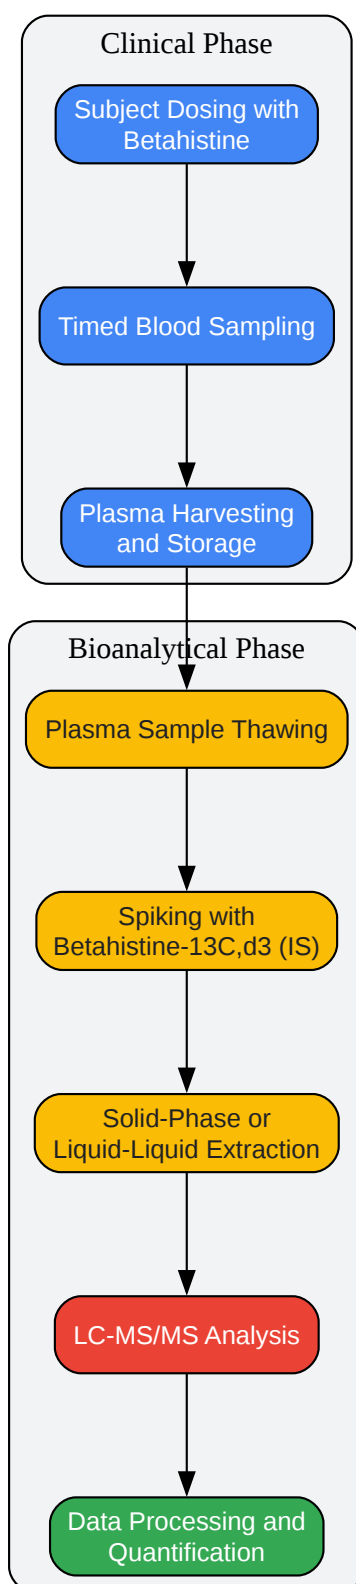 Clinical Phase
Subject Dosing with
Betahistine
Timed Blood Sampling
Plasma Harvesting
and Storage
Bioanalytical Phase
Plasma Sample Thawing
Spiking with
Betahistine-13C,d3 (IS)
Solid-Phase or
Liquid-Liquid Extraction
LC-MS/MS Analysis
Data Processing and
Quantification